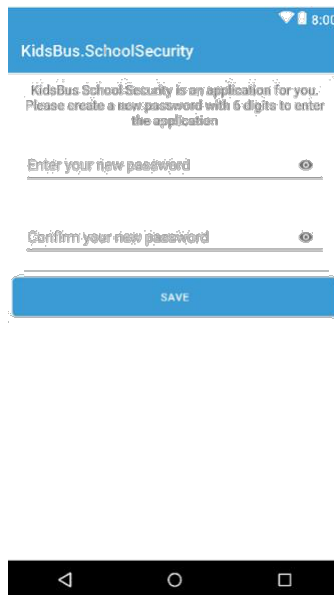 8:00
KidsBus.SchoolSecurity
KidsBus School Security is an application for you.
Please create a new password with 6 digits to enter
the application
Enter your new password
Confirm your new password
SAVE